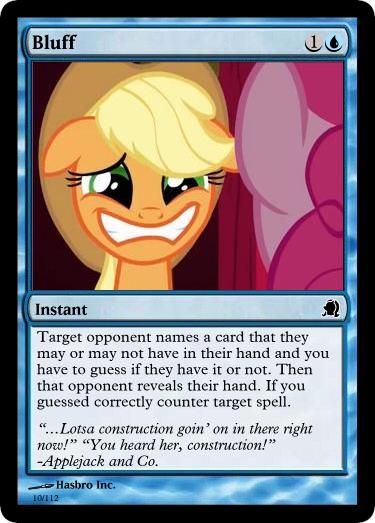 Bluff 1
Instant
Target opponent names a card that they
may or may not have in their hand and you
have to guess if they have it or not. Then
that opponent reveals their hand. If you
guessed correctly counter target spell.
“...Lotsa construction goin’ on in there right
now!” “You heard her, construction!”
-Applejack and Co.
Hasbro Inc.
10/112